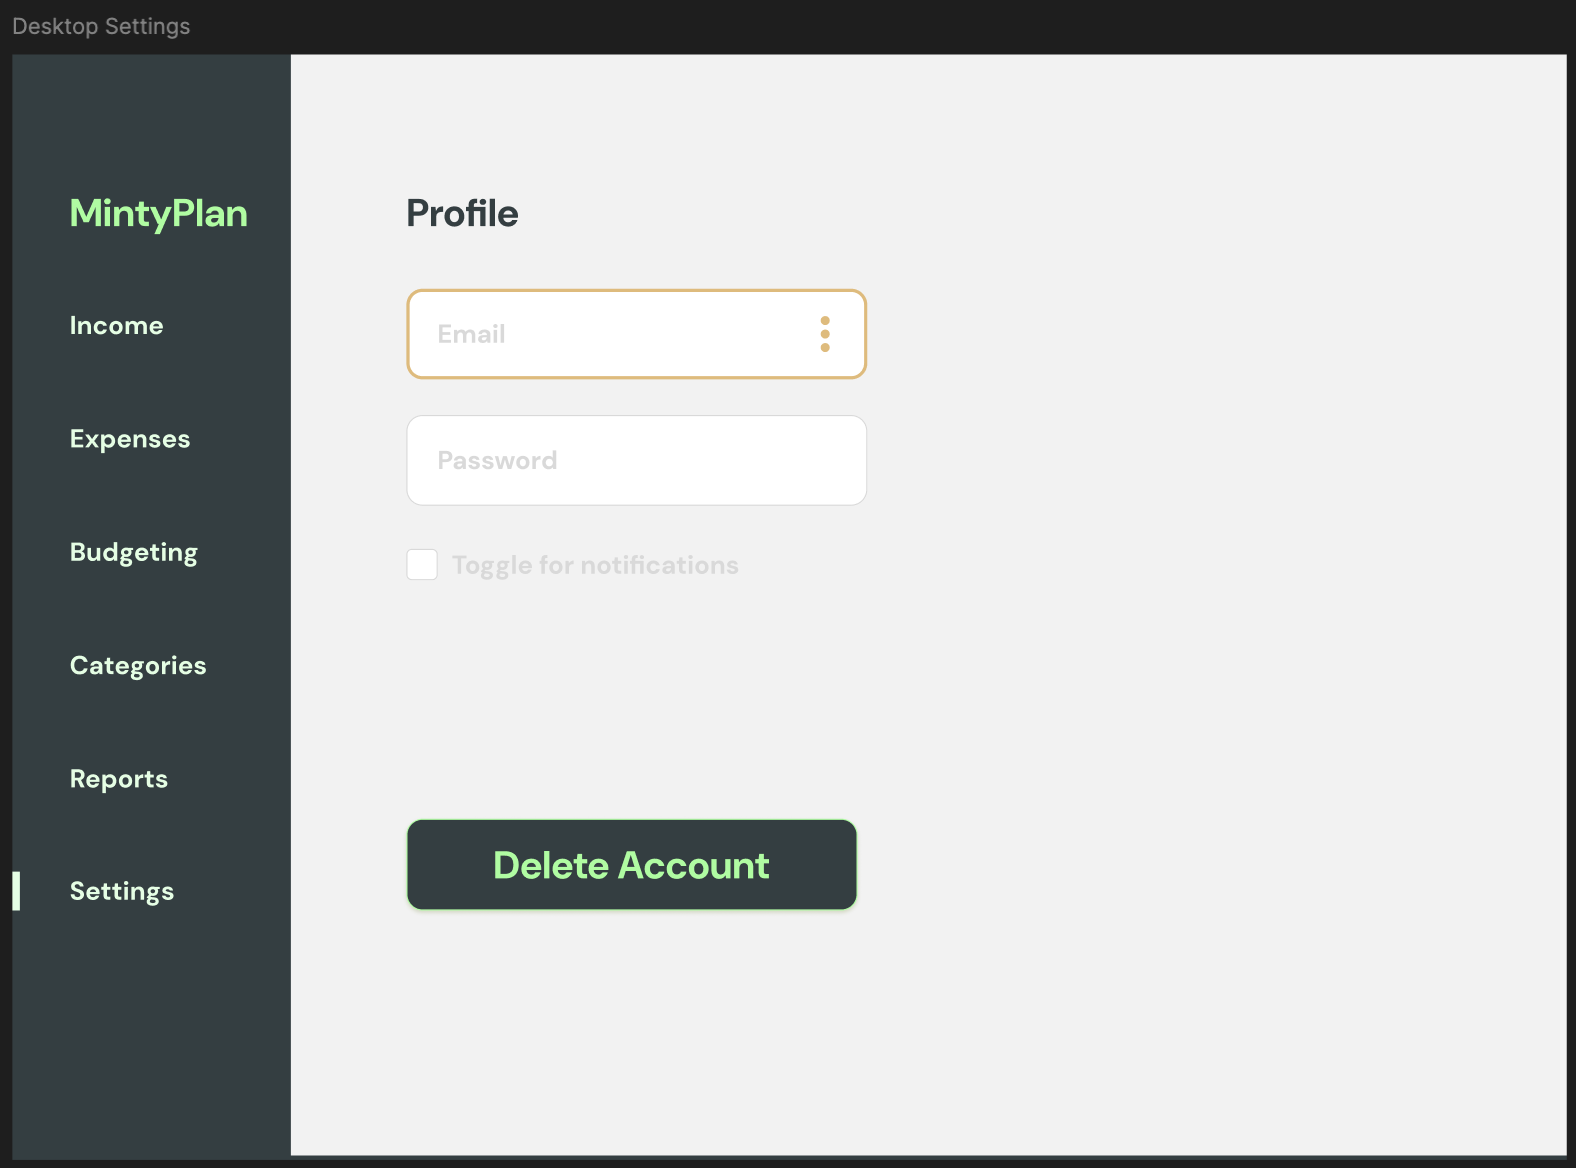 Desktop Settings
MintyPlan
Income
Expenses
Budgeting
Categories
Reports
Settings
Profile
Email
Password
Toggle for notifications
Delete Account